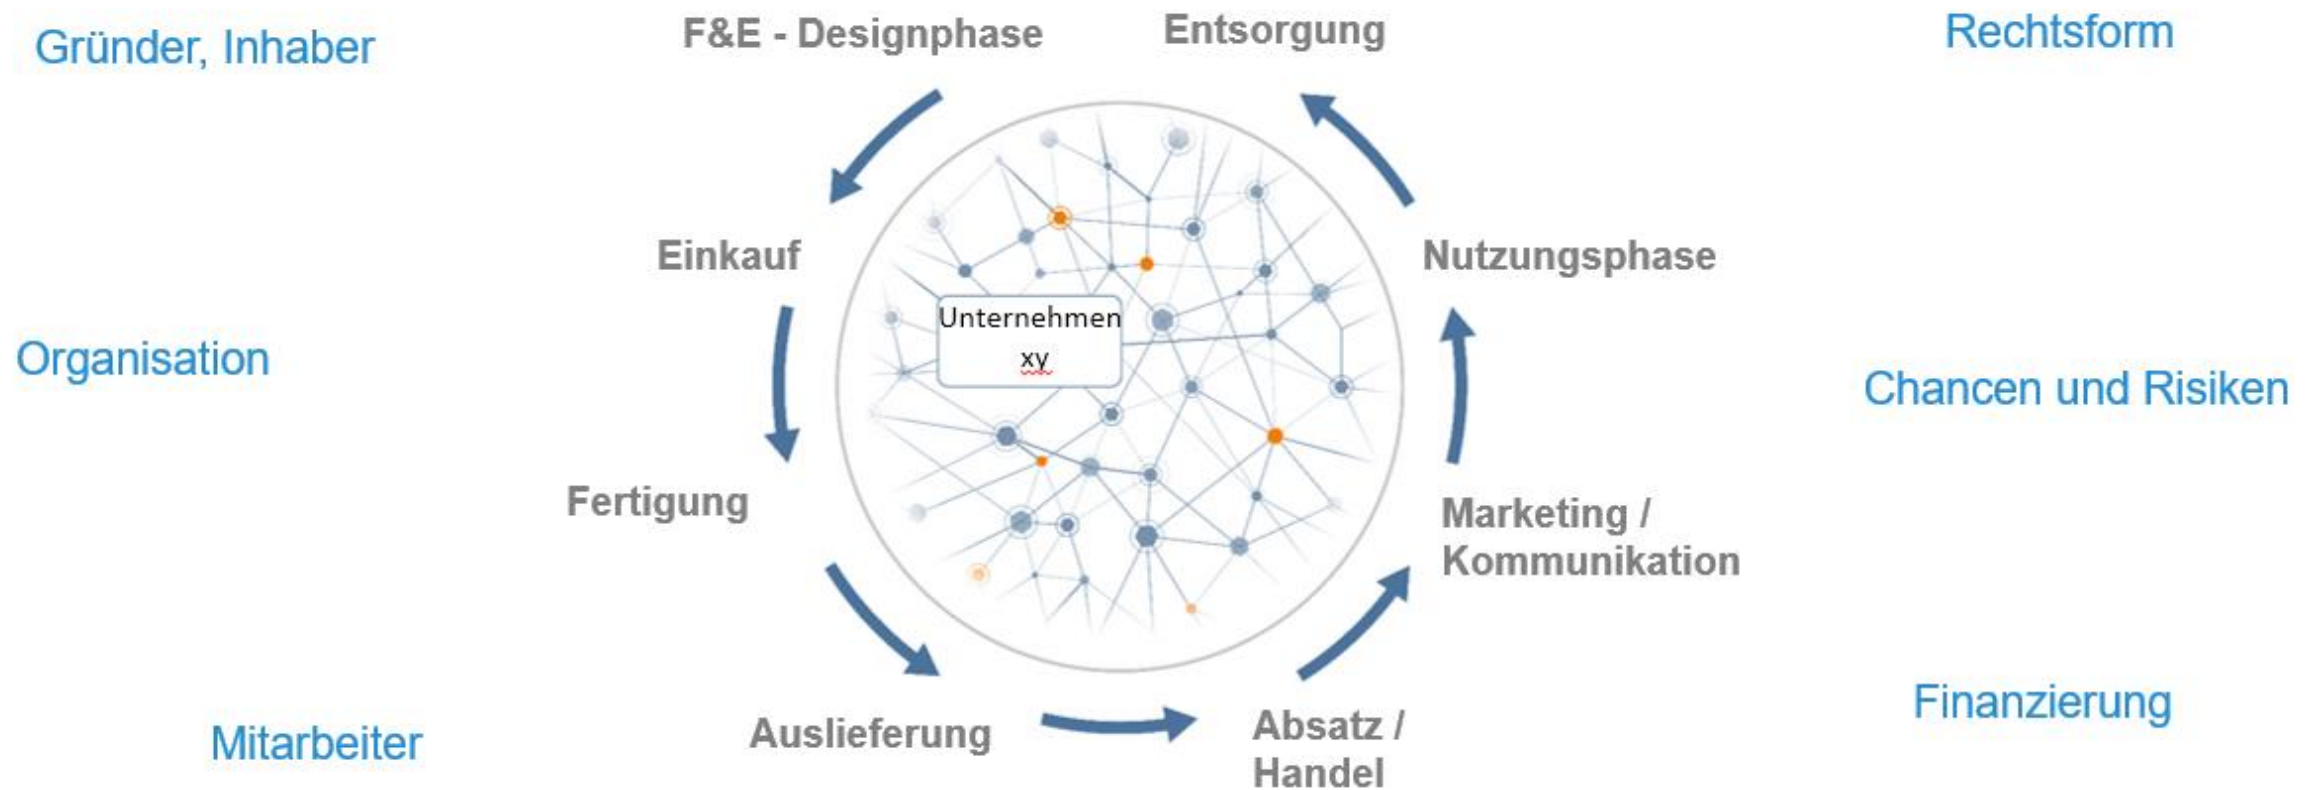 Gründer, Inhaber
F&E - Designphase
Entsorgung
Rechtsform
Einkauf
Nutzungsphase
Unternehmen
xy
Organisation
Chancen und Risiken
Fertigung
Marketing /
Kommunikation
Finanzierung
Mitarbeiter
Auslieferung
Absatz /
Handel